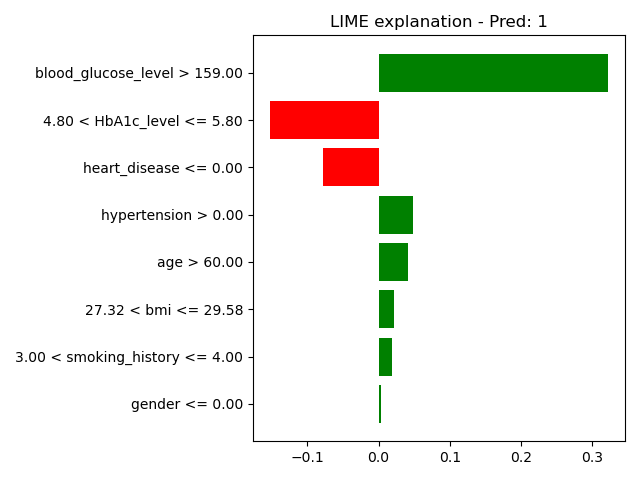 LIME explanation - Pred: 1
blood_glucose_level > 159.00
4.80 < HbA1c_level <= 5.80
heart_disease <= 0.00
hypertension > 0.00
age > 60.00
27.32 < bmi <= 29.58
3.00 < smoking_history <= 4.00
gender <= 0.00
−0.1 0.0 0.1 0.2 0.3